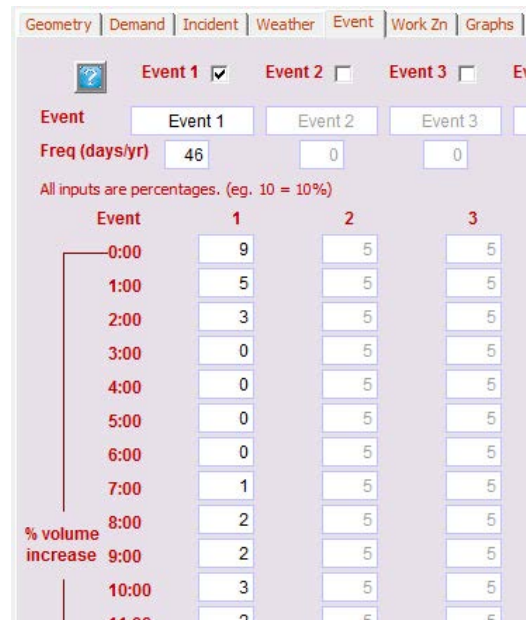 Geometry Demand Incident Weather Event Work Zn Graphs
Event 1 Event 2 Event 3
Event Event 1 Event 2 Event 3
Freq (days/yr) 46 0 0
All inputs are percentages. (eg. 10 = 10%)
Event 1 2 3
0:00 9 5 5
1:00 5 5 5
2:00 3 5 5
3:00 0 5 5
4:00 0 5 5
5:00 0 5 5
6:00 0 5 5
7:00 1 5 5
% volume increase
8:00 2 5 5
9:00 2 5 5
10:00 3 5 5